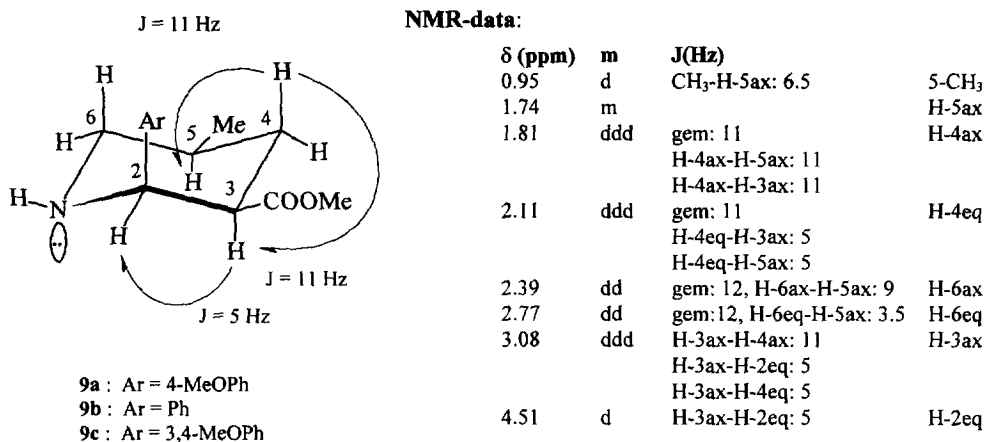 J = 11 Hz
H
H
6
Ar
5
Me
4
H
H
2
H
3
COOMe
H
N
H
H
J = 11 Hz
J = 5 Hz
9a : Ar = 4-MeOPh
9b : Ar = Ph
9c : Ar = 3,4-MeOPh
NMR-data:
δ (ppm) m J(Hz)
0.95 d CH₃-H-5ax: 6.5 5-CH₃
1.74 m H-5ax
1.81 ddd gem: 11 H-4ax
H-4ax-H-5ax: 11
H-4ax-H-3ax: 11
2.11 ddd gem: 11 H-4eq
H-4eq-H-3ax: 5
H-4eq-H-5ax: 5
2.39 dd gem: 12, H-6ax-H-5ax: 9 H-6ax
2.77 dd gem:12, H-6eq-H-5ax: 3.5 H-6eq
3.08 ddd H-3ax-H-4ax: 11 H-3ax
H-3ax-H-2eq: 5
H-3ax-H-4eq: 5
4.51 d H-3ax-H-2eq: 5 H-2eq